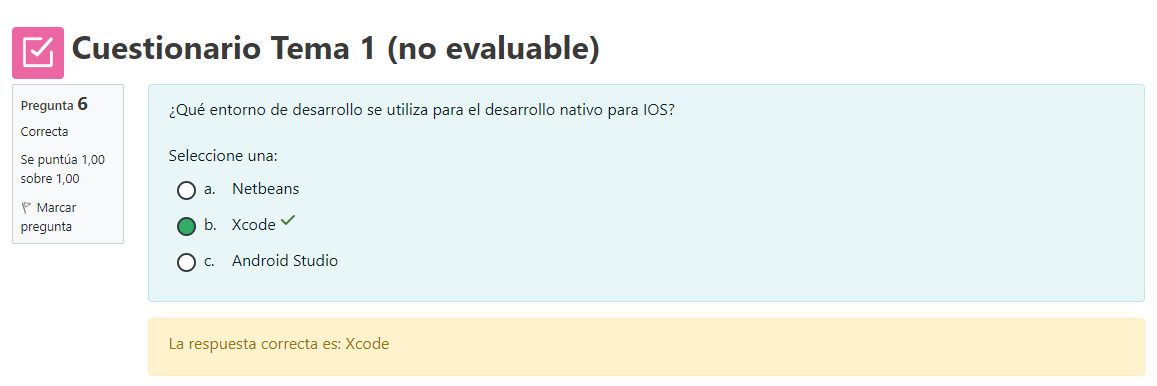 Cuestionario Tema 1 (no evaluable)
Pregunta 6
Correcta
Se puntúa 1,00
sobre 1,00
Marcar
pregunta
¿Qué entorno de desarrollo se utiliza para el desarrollo nativo para IOS?
Seleccione una:
a. Netbeans
b. Xcode
c. Android Studio
La respuesta correcta es: Xcode